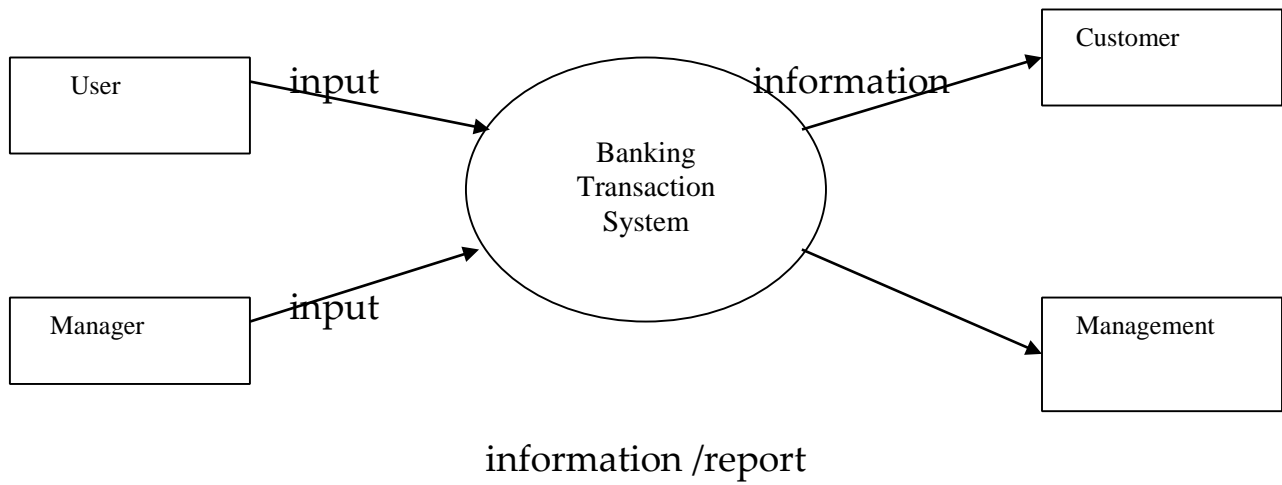 Customer
User
input
information
Banking
Transaction
System
Manager
input
Management
information /report